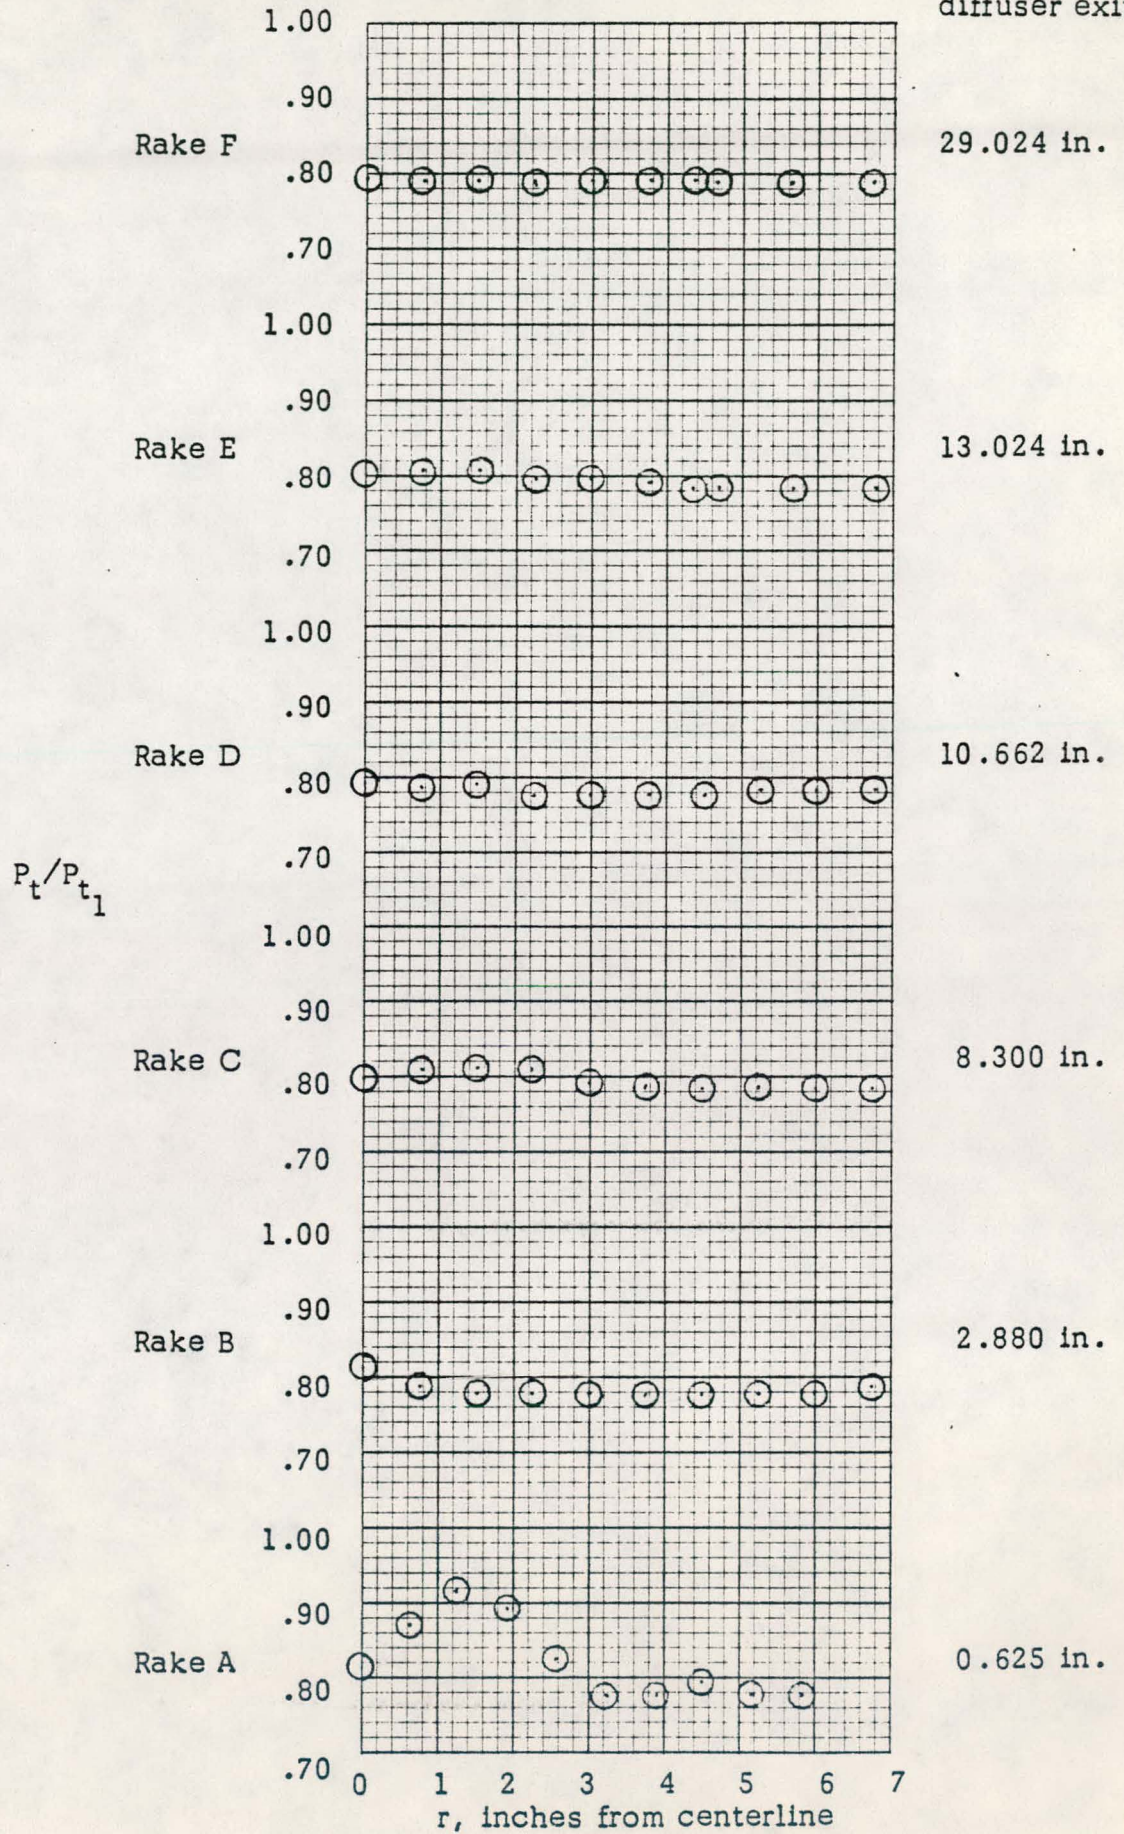 diffuser exi
1.00
.90
Rake F 29.024 in.
.80
.70
1.00
.90
Rake E 13.024 in.
.80
.70
1.00
.90
Rake D 10.662 in.
.80
.70
Pt/Pt1
1.00
.90
Rake C 8.300 in.
.80
.70
1.00
.90
Rake B 2.880 in.
.80
.70
1.00
.90
Rake A 0.625 in.
.80
.70
0 1 2 3 4 5 6 7
r, inches from centerline